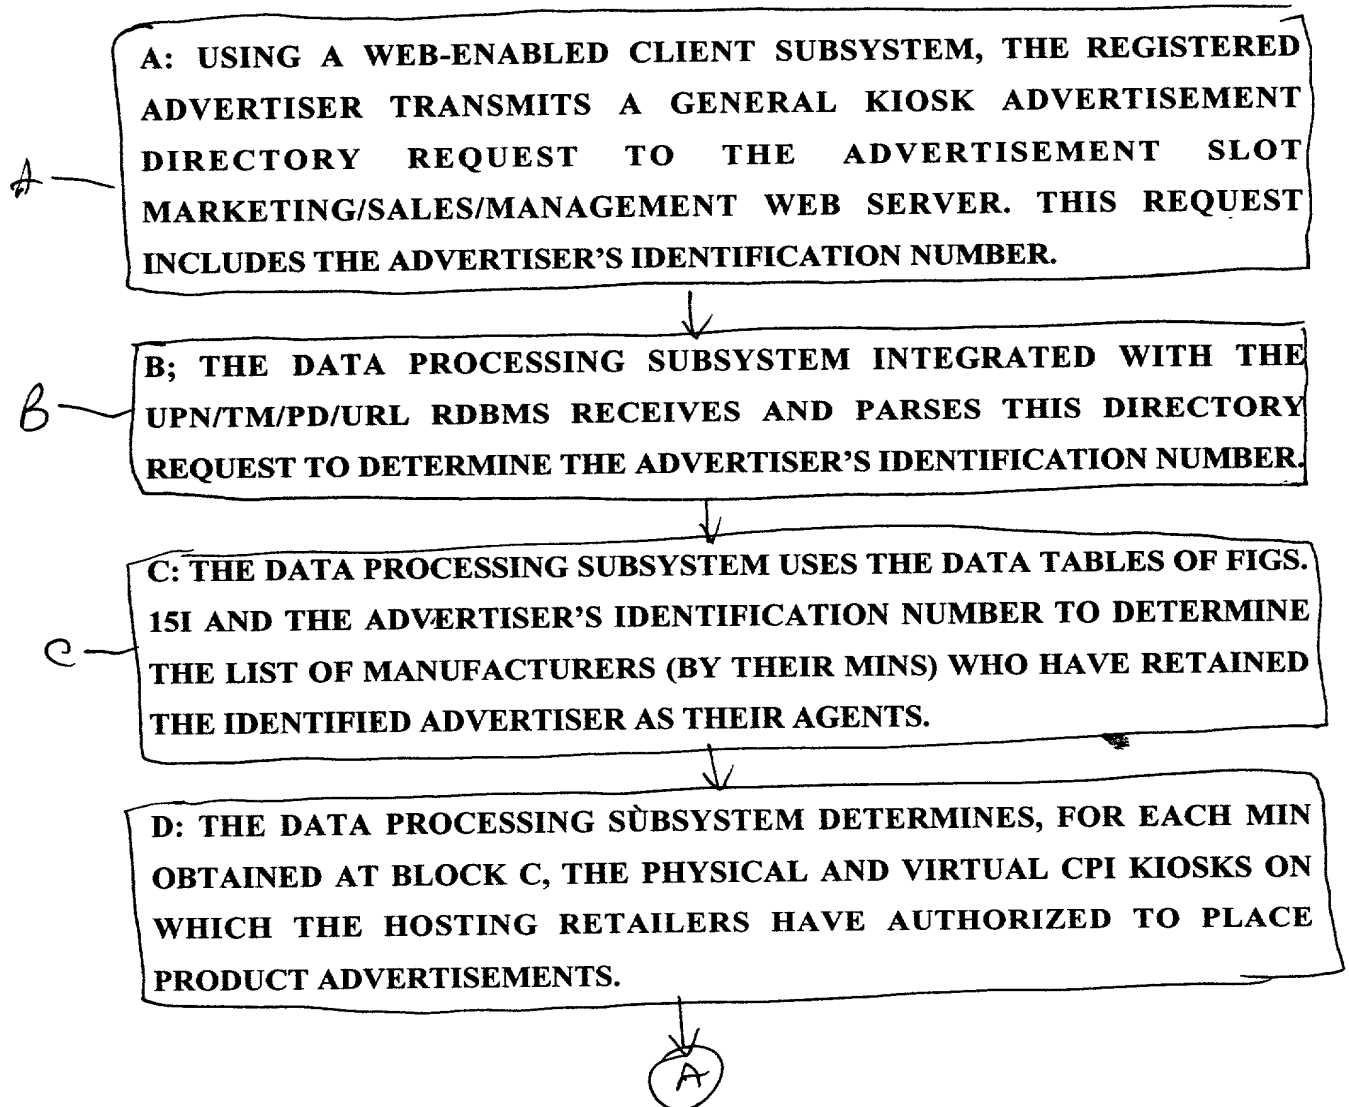 A: USING A WEB-ENABLED CLIENT SUBSYSTEM, THE REGISTERED
ADVERTISER TRANSMITS A GENERAL KIOSK ADVERTISEMENT
DIRECTORY REQUEST TO THE ADVERTISEMENT SLOT
MARKETING/SALES/MANAGEMENT WEB SERVER. THIS REQUEST
INCLUDES THE ADVERTISER'S IDENTIFICATION NUMBER.
A
B; THE DATA PROCESSING SUBSYSTEM INTEGRATED WITH THE
UPN/TM/PD/URL RDBMS RECEIVES AND PARSES THIS DIRECTORY
REQUEST TO DETERMINE THE ADVERTISER'S IDENTIFICATION NUMBER.
B
C: THE DATA PROCESSING SUBSYSTEM USES THE DATA TABLES OF FIGS.
15I AND THE ADVERTISER'S IDENTIFICATION NUMBER TO DETERMINE
THE LIST OF MANUFACTURERS (BY THEIR MINS) WHO HAVE RETAINED
THE IDENTIFIED ADVERTISER AS THEIR AGENTS.
C
D: THE DATA PROCESSING SUBSYSTEM DETERMINES, FOR EACH MIN
OBTAINED AT BLOCK C, THE PHYSICAL AND VIRTUAL CPI KIOSKS ON
WHICH THE HOSTING RETAILERS HAVE AUTHORIZED TO PLACE
PRODUCT ADVERTISEMENTS.
A